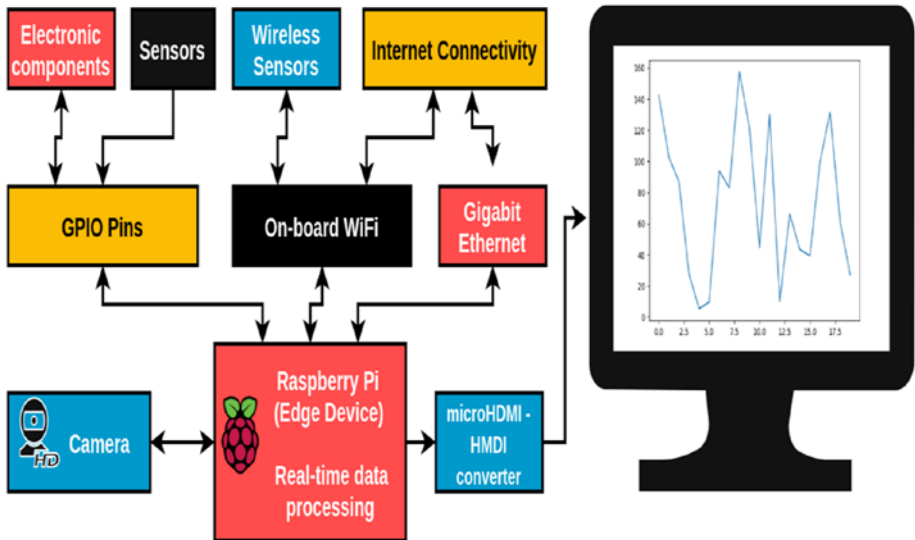 Electronic
components
Sensors
Wireless
Sensors
Internet Connectivity
GPIO Pins
On-board WiFi
Gigabit
Ethernet
Camera
HD
Raspberry Pi
(Edge Device)
Real-time data
processing
microHDMI -
HMDI
converter
160
140
120
100
80
60
40
20
0
0.0 2.5 5.0 7.5 10.0 12.5 15.0 17.5